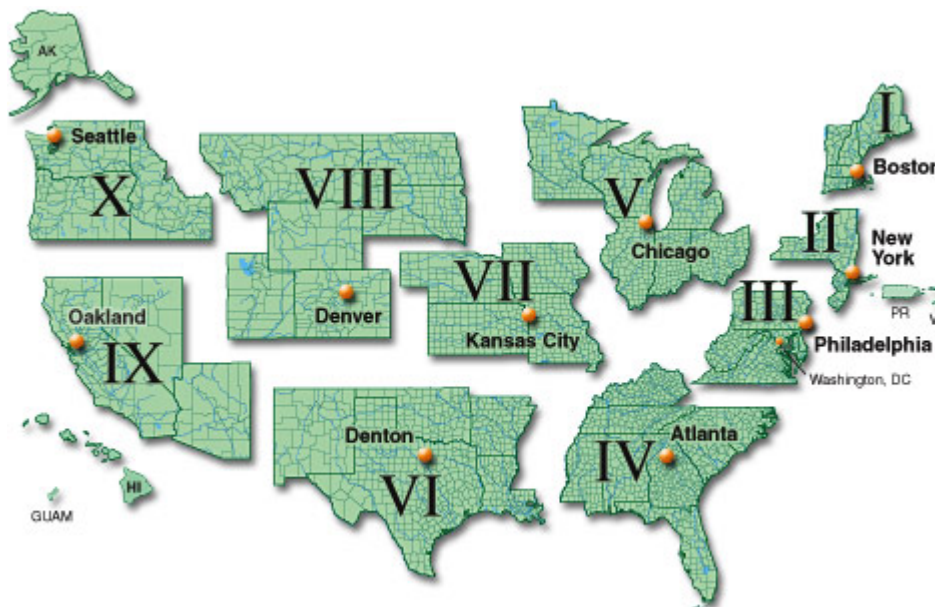 AK
Seattle
X
VIII
V
Chicago
I
Boston
II
New
York
PR
V
III
Philadelphia
Washington, DC
VII
Kansas City
Denver
Oakland
IX
HI
GUAM
Denton
VI
IV
Atlanta